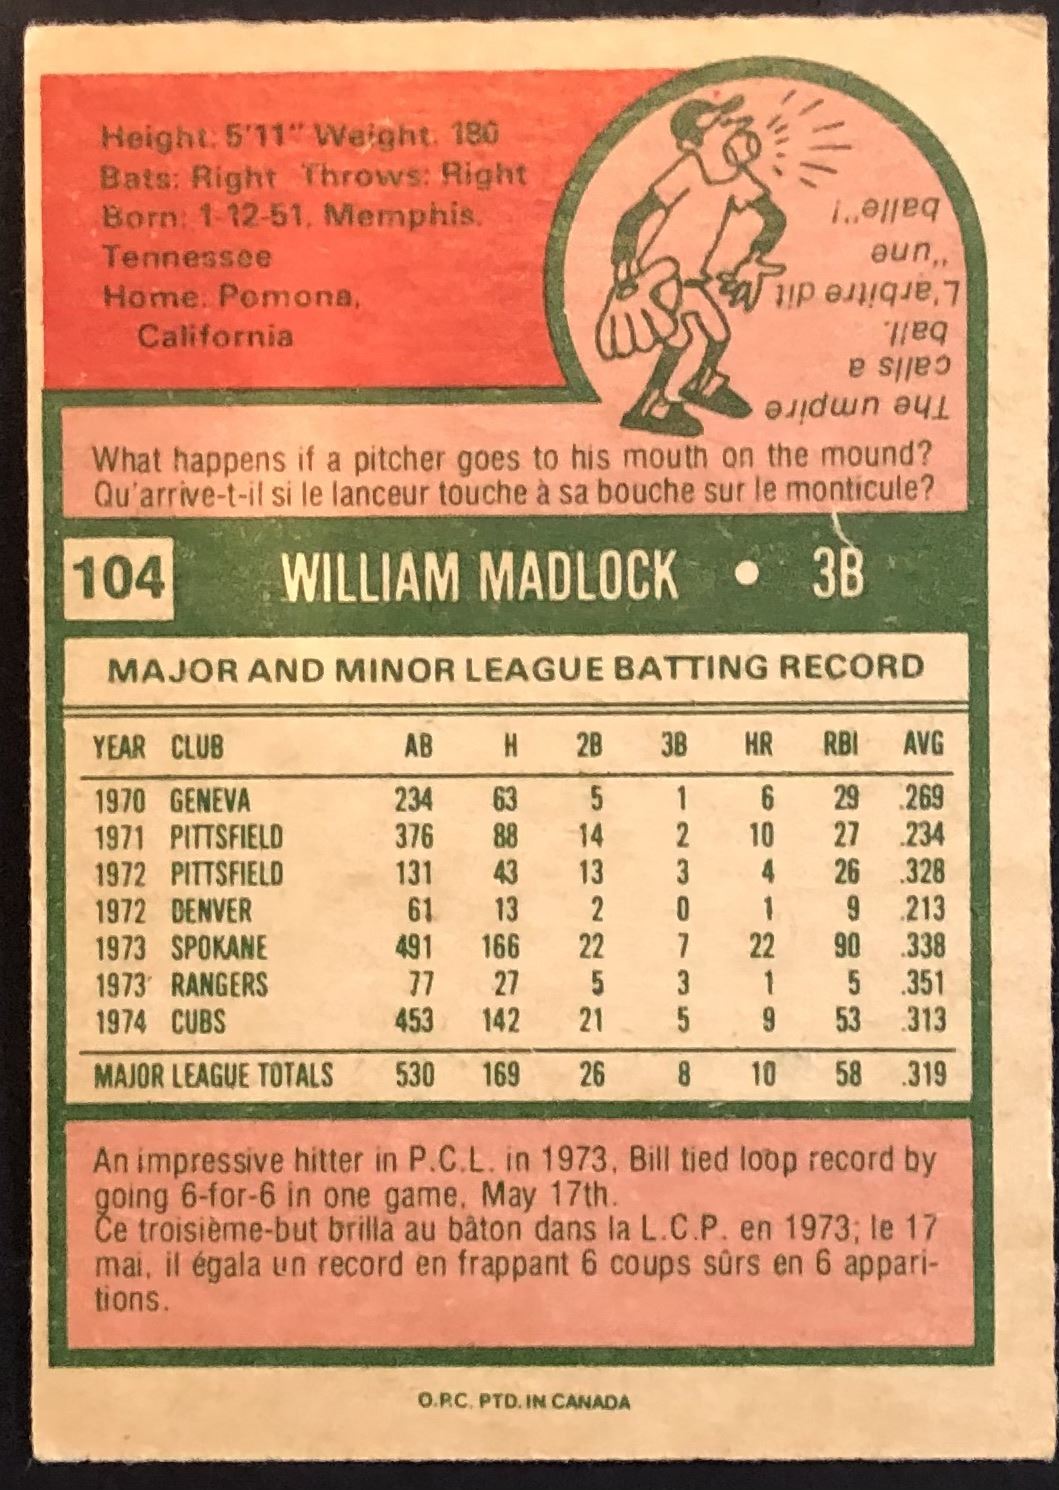 Height: 5'11" Weight: 180
Bats: Right Throws: Right
Born: 1-12-51, Memphis,
Tennessee
Home: Pomona,
California
The umpire
calls a
ball.
L'arbitre dit
"une
balle"!
What happens if a pitcher goes to his mouth on the mound?
Qu'arrive-t-il si le lanceur touche à sa bouche sur le monticule?
104 WILLIAM MADLOCK • 3B
MAJOR AND MINOR LEAGUE BATTING RECORD
YEAR CLUB AB H 2B 3B HR RBI AVG
1970 GENEVA 234 63 5 1 6 29 .269
1971 PITTSFIELD 376 88 14 2 10 27 .234
1972 PITTSFIELD 131 43 13 3 4 26 .328
1972 DENVER 61 13 2 0 1 9 .213
1973 SPOKANE 491 166 22 7 22 90 .338
1973 RANGERS 77 27 5 3 1 5 .351
1974 CUBS 453 142 21 5 9 53 .313
MAJOR LEAGUE TOTALS 530 169 26 8 10 58 .319
An impressive hitter in P.C.L. in 1973, Bill tied loop record by
going 6-for-6 in one game, May 17th.
Ce troisième-but brilla au bâton dans la L.C.P. en 1973; le 17
mai, il égala un record en frappant 6 coups sûrs en 6 appari-
tions.
O.P.C. PTD. IN CANADA